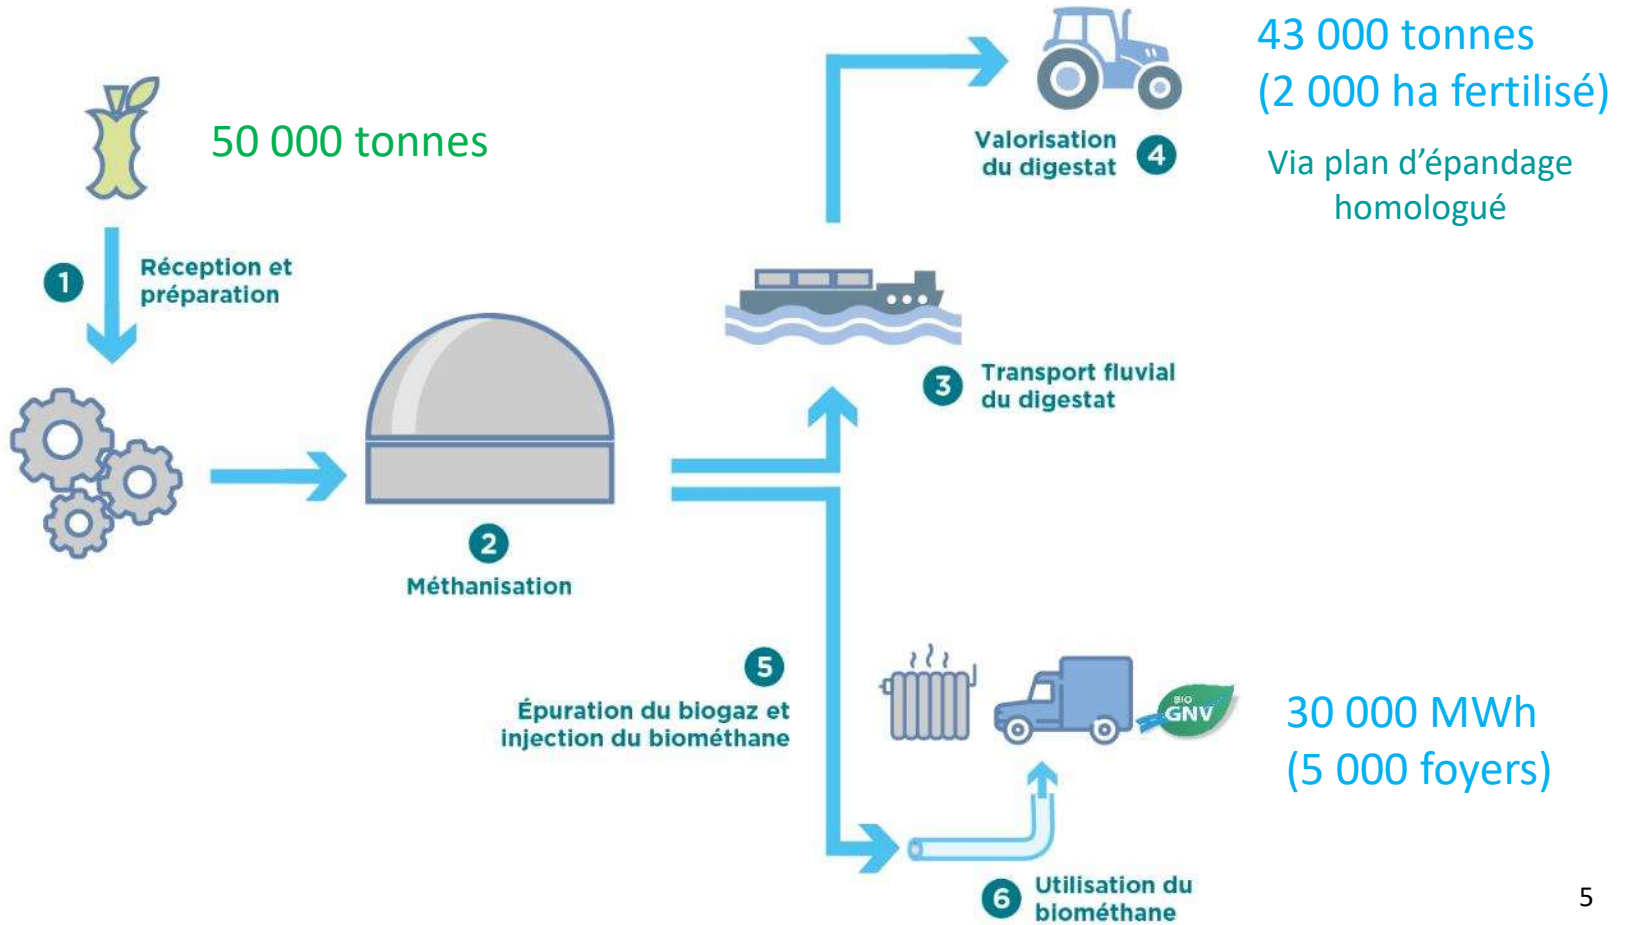 50 000 tonnes
1
Réception et
préparation
2
Méthanisation
3
Transport fluvial
du digestat
Valorisation
du digestat
4
43 000 tonnes
(2 000 ha fertilisé)
Via plan d’épandage
homologué
5
Épuration du biogaz et
injection du biométhane
BIO
GNV
30 000 MWh
(5 000 foyers)
6
Utilisation du
biométhane
5